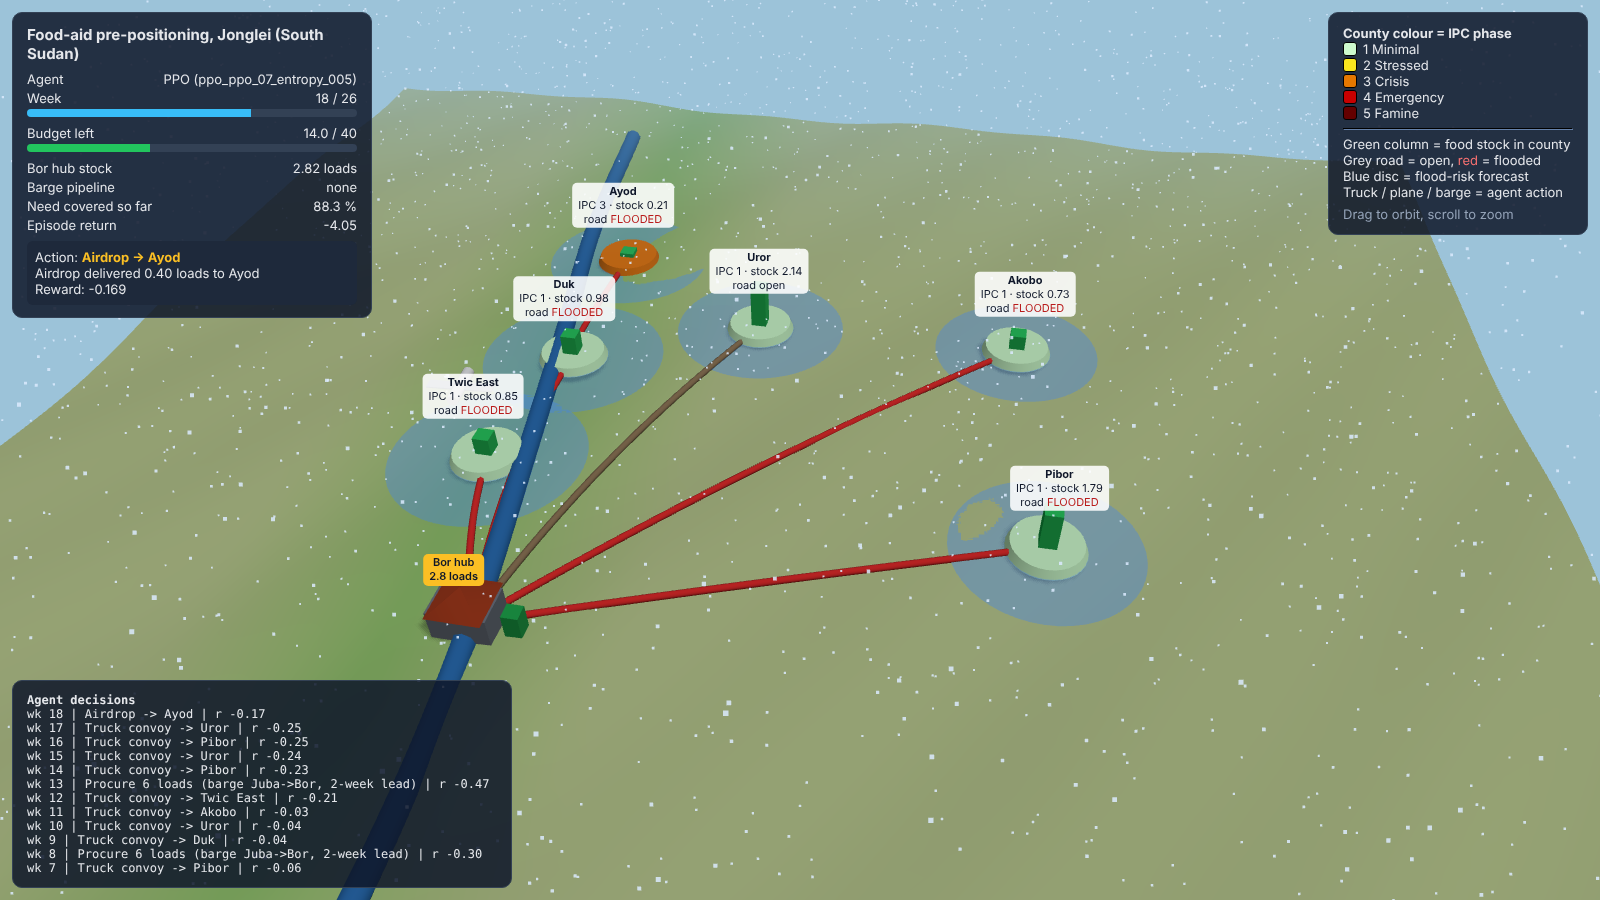 Food-aid pre-positioning, Jonglei (South
Sudan)
Agent PPO (ppo_ppo_07_entropy_005)
Week 18 / 26
Budget left 14.0 / 40
Bor hub stock 2.82 loads
Barge pipeline none
Need covered so far 88.3 %
Episode return -4.05
Action: Airdrop → Ayod
Airdrop delivered 0.40 loads to Ayod
Reward: -0.169
County colour = IPC phase
1 Minimal
2 Stressed
3 Crisis
4 Emergency
5 Famine
Green column = food stock in county
Grey road = open, red = flooded
Blue disc = flood-risk forecast
Truck / plane / barge = agent action
Drag to orbit, scroll to zoom
Ayod
IPC 3 · stock 0.21
road FLOODED
Uror
IPC 1 · stock 2.14
road open
Duk
IPC 1 · stock 0.98
road FLOODED
Akobo
IPC 1 · stock 0.73
road FLOODED
Twic East
IPC 1 · stock 0.85
road FLOODED
Pibor
IPC 1 · stock 1.79
road FLOODED
Bor hub
2.8 loads
Agent decisions
wk 18 | Airdrop -> Ayod | r -0.17
wk 17 | Truck convoy -> Uror | r -0.25
wk 16 | Truck convoy -> Pibor | r -0.25
wk 15 | Truck convoy -> Uror | r -0.24
wk 14 | Truck convoy -> Pibor | r -0.23
wk 13 | Procure 6 loads (barge Juba->Bor, 2-week lead) | r -0.47
wk 12 | Truck convoy -> Twic East | r -0.21
wk 11 | Truck convoy -> Akobo | r -0.03
wk 10 | Truck convoy -> Uror | r -0.04
wk 9 | Truck convoy -> Duk | r -0.04
wk 8 | Procure 6 loads (barge Juba->Bor, 2-week lead) | r -0.30
wk 7 | Truck convoy -> Pibor | r -0.06